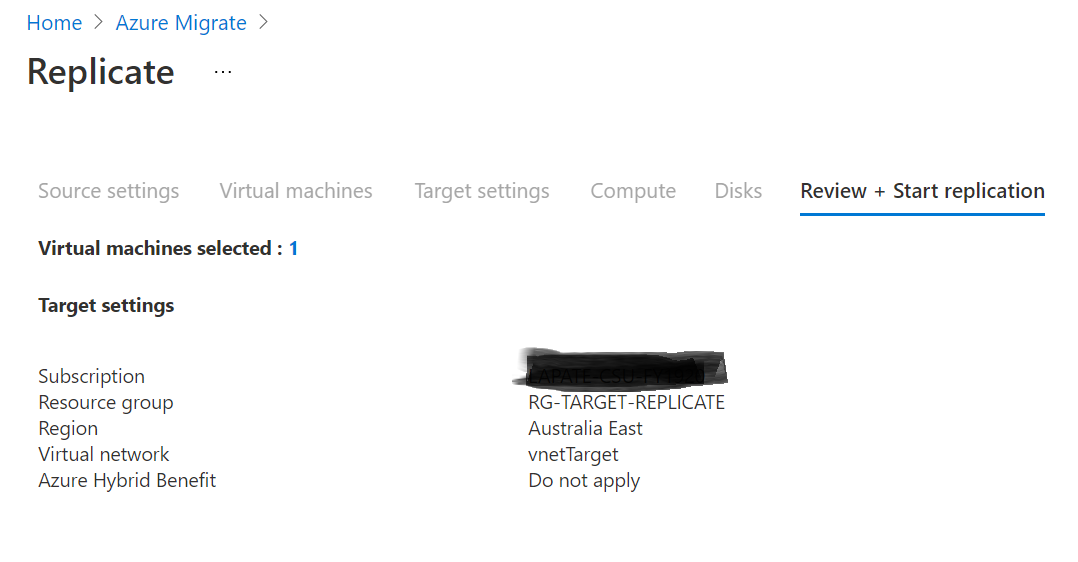 Home > Azure Migrate >
Replicate ...
Source settings Virtual machines Target settings Compute Disks Review + Start replication
Virtual machines selected : 1
Target settings
Subscription
Resource group RG-TARGET-REPLICATE
Region Australia East
Virtual network vnetTarget
Azure Hybrid Benefit Do not apply